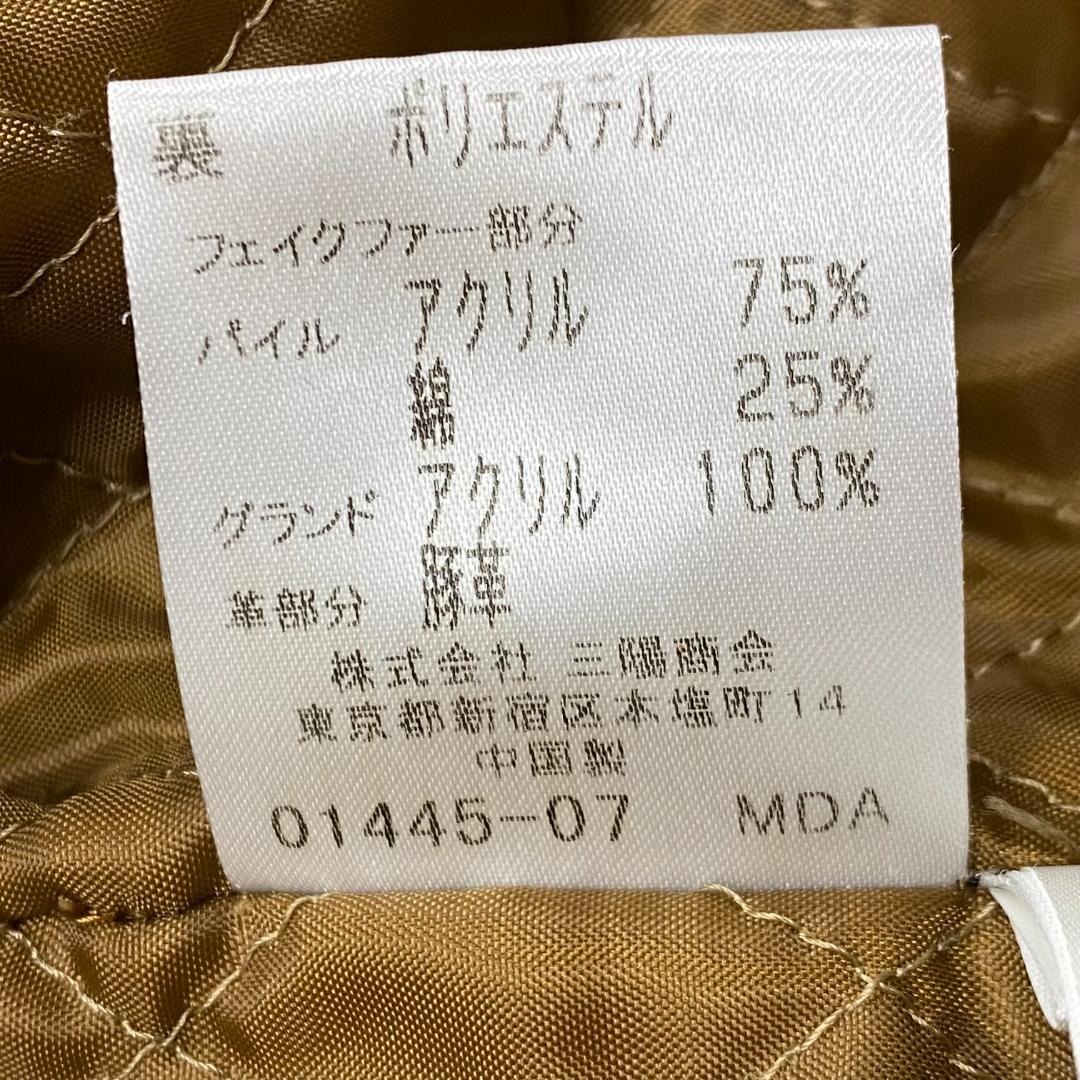 裏 ポリエステル
フェイクファー部分
パイル アクリル 75%
綿 25%
グランド アクリル 100%
革部分 豚革
株式会社 三陽商会
東京都新宿区本塩町14
中国製
01445-07 MDA